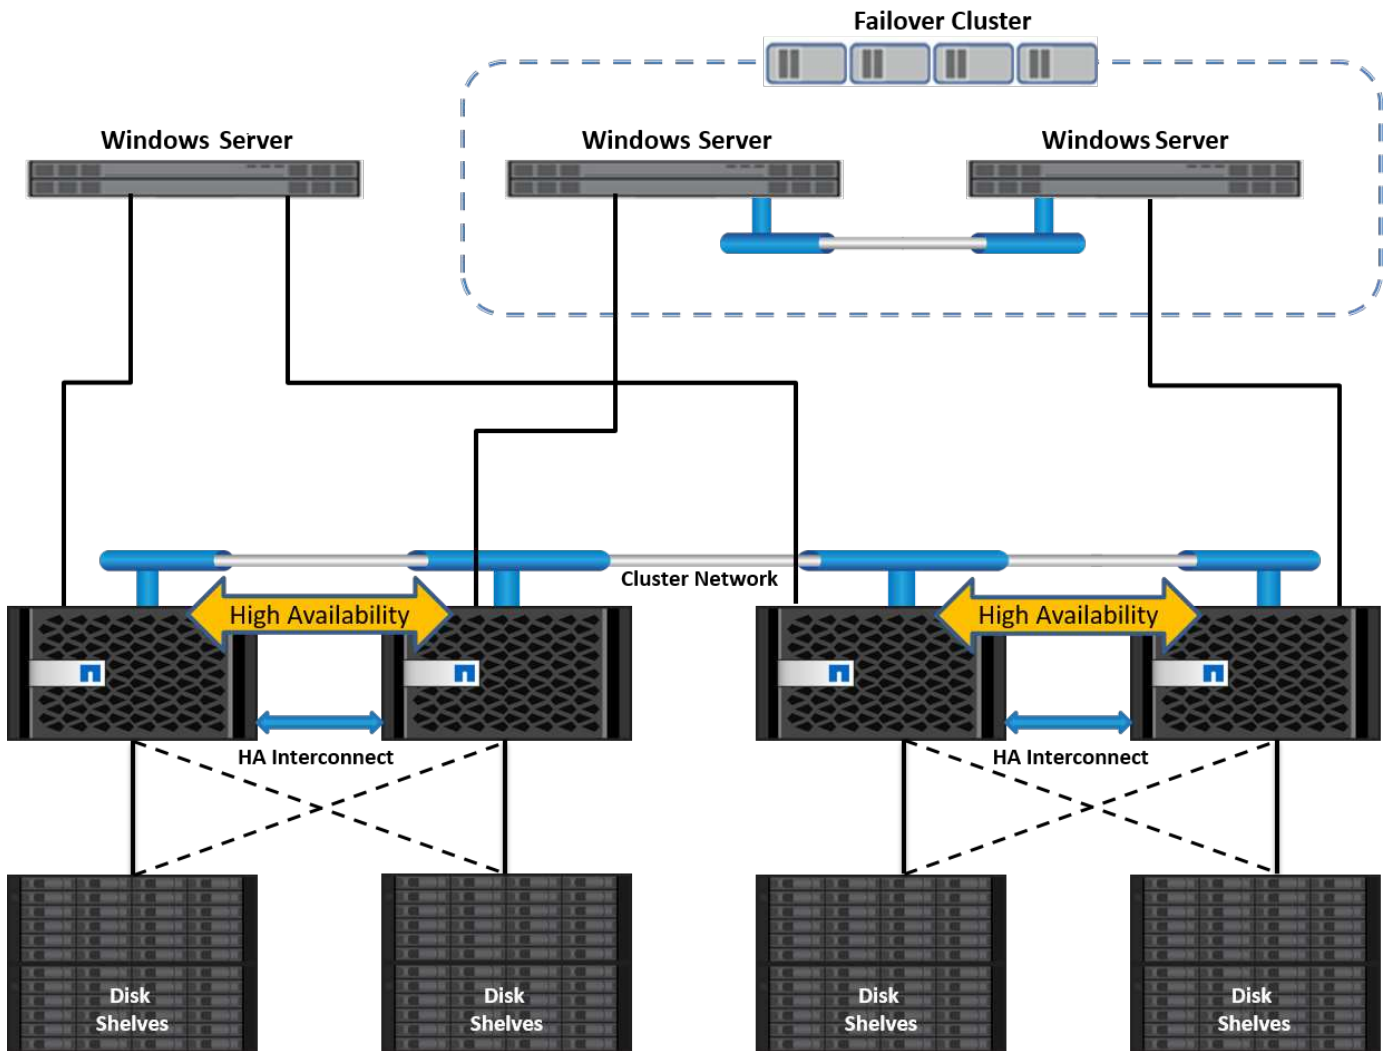 Failover Cluster
Windows Server
Windows Server
Windows Server
Cluster Network
High Availability
High Availability
HA Interconnect
HA Interconnect
Disk
Shelves
Disk
Shelves
Disk
Shelves
Disk
Shelves